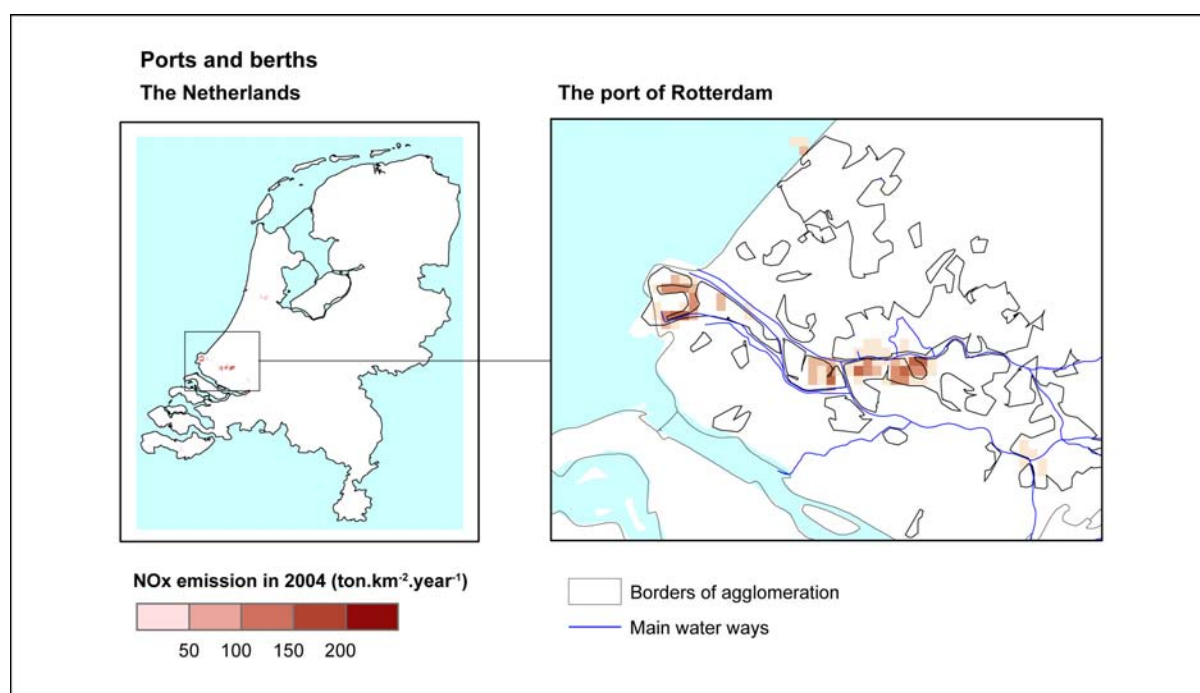 Ports and berths
The Netherlands
The port of Rotterdam
NOx emission in 2004 (ton.km⁻².year⁻¹)
50 100 150 200
Borders of agglomeration
Main water ways